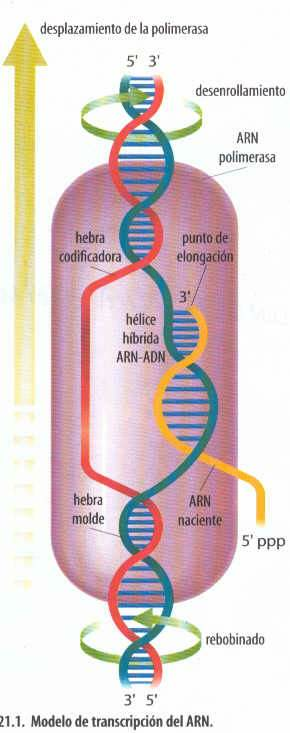 desplazamiento de la polimerasa
5' 3'
desenrollamiento
ARN
polimerasa
hebra
codificadora
punto de
elongación
3'
hélice
híbrida
ARN-ADN
hebra
molde
ARN
naciente
5' ppp
rebobinado
3' 5'
21.1. Modelo de transcripción del ARN.